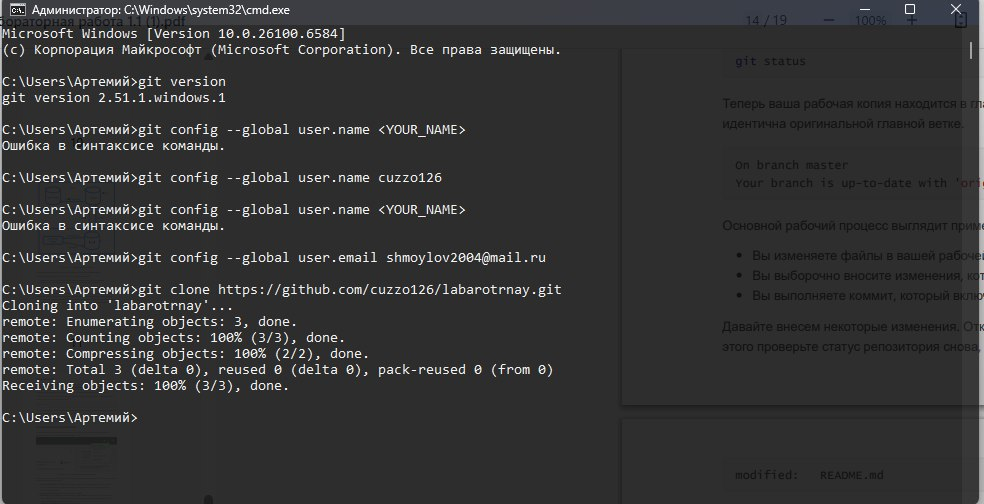 Администратор: C:\Windows\system32\cmd.exe
бораторная работа 1.1 (1).pdf
14 / 19
100%
Microsoft Windows [Version 10.0.26100.6584]
(c) Корпорация Майкрософт (Microsoft Corporation). Все права защищены.
C:\Users\Артемий>git version
git version 2.51.1.windows.1
C:\Users\Артемий>git config --global user.name <YOUR_NAME>
Ошибка в синтаксисе команды.
C:\Users\Артемий>git config --global user.name cuzzo126
C:\Users\Артемий>git config --global user.name <YOUR_NAME>
Ошибка в синтаксисе команды.
C:\Users\Артемий>git config --global user.email shmoylov2004@mail.ru
C:\Users\Артемий>git clone https://github.com/cuzzo126/labarotrnay.git
Cloning into 'labarotrnay'...
remote: Enumerating objects: 3, done.
remote: Counting objects: 100% (3/3), done.
remote: Compressing objects: 100% (2/2), done.
remote: Total 3 (delta 0), reused 0 (delta 0), pack-reused 0 (from 0)
Receiving objects: 100% (3/3), done.
C:\Users\Артемий>
git status
Теперь ваша рабочая копия находится в гла
идентична оригинальной главной ветке.
On branch master
Your branch is up-to-date with 'ori
Основной рабочий процесс выглядит приме
Вы изменяете файлы в вашей рабочей
Вы выборочно вносите изменения, кот
Вы выполняете коммит, который вклю
Давайте внесем некоторые изменения. Отк
этого проверьте статус репозитория снова,
modified: README.md